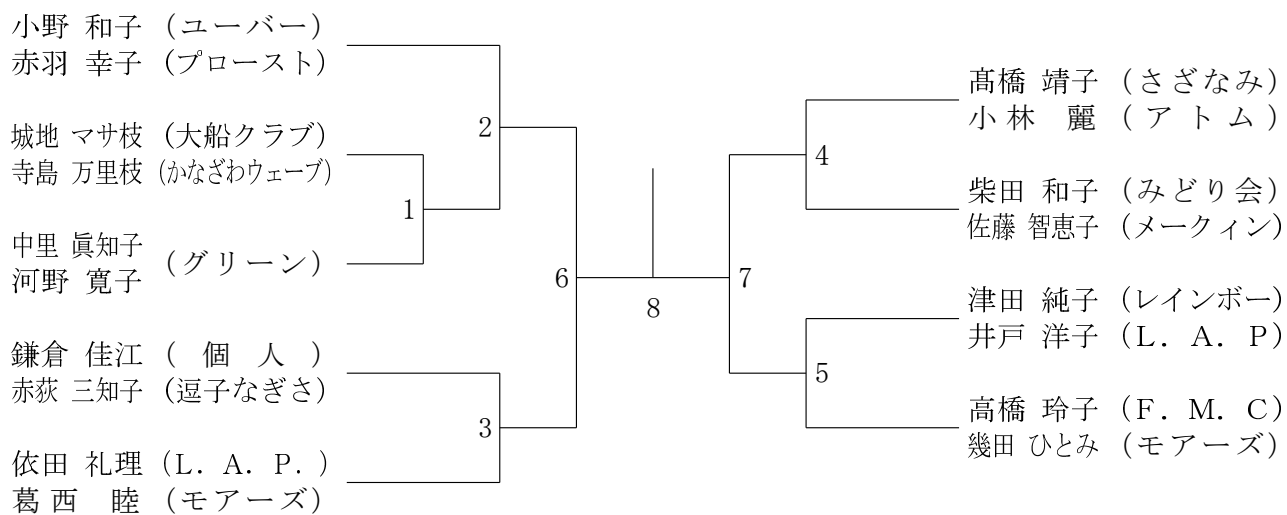 小野 和子 (ユーバー)
赤羽 幸子 (プロースト)
城地 マサ枝 (大船クラブ)
寺島 万里枝 (かなざわウェーブ)
中里 眞知子
河野 寛子
(グリーン)
鎌倉 佳江 (個人)
赤荻 三知子 (逗子なぎさ)
依田 礼理 (L. A. P. )
葛西 睦 (モアーズ)
2
1
3
6
8
7
4
5
髙橋 靖子 (さざなみ)
小林 麗 (アトム)
柴田 和子 (みどり会)
佐藤 智恵子 (メークィン)
津田 純子 (レインボー)
井戸 洋子 (L. A. P)
高橋 玲子 (F. M. C)
幾田 ひとみ (モアーズ)